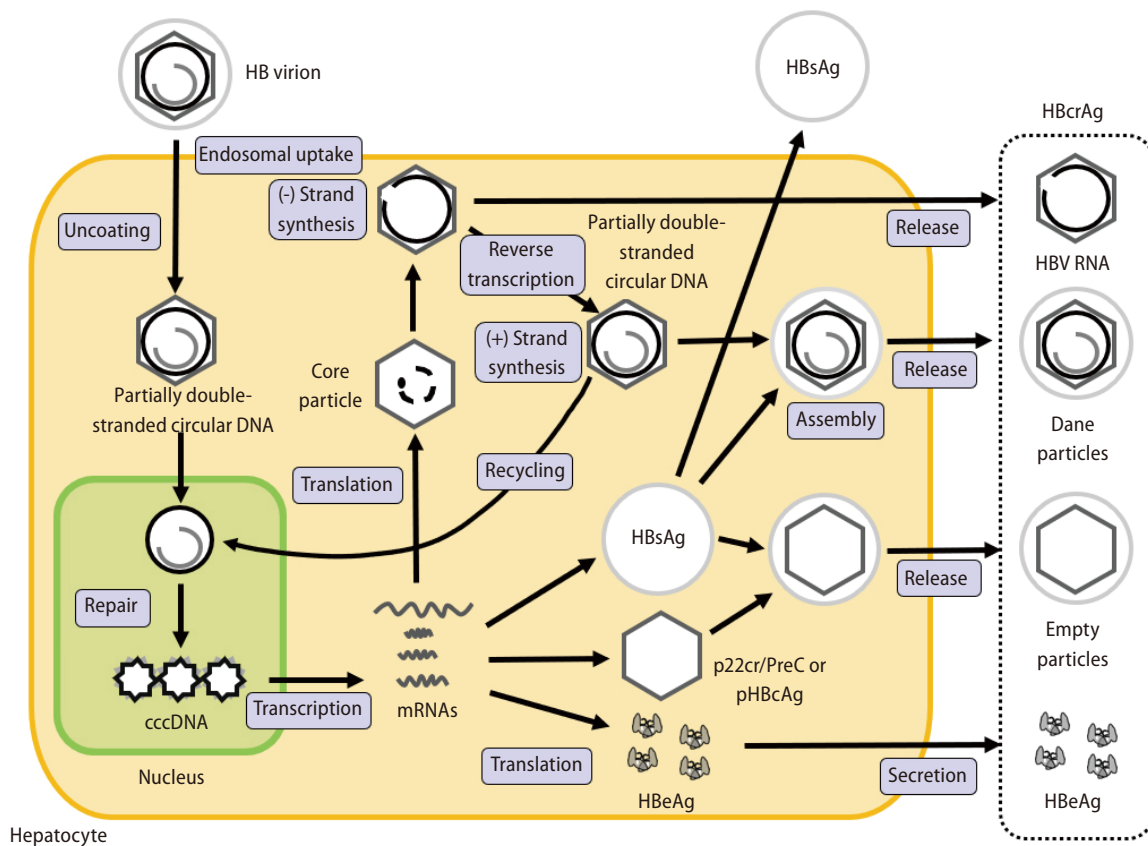 HB virion
HBsAg
HBcrAg
Endosomal uptake
(-) Strand
synthesis
Uncoating
Release
Partially double-
stranded
circular DNA
Reverse
transcription
HBV RNA
(+) Strand
synthesis
Core
particle
Release
Partially double-
stranded circular DNA
Assembly
Dane
particles
Translation
Recycling
HBsAg
Release
Repair
Empty
particles
p22cr/PreC or
pHBcAg
cccDNA
Transcription
mRNAs
Translation
Secretion
Nucleus
HBeAg
HBeAg
Hepatocyte